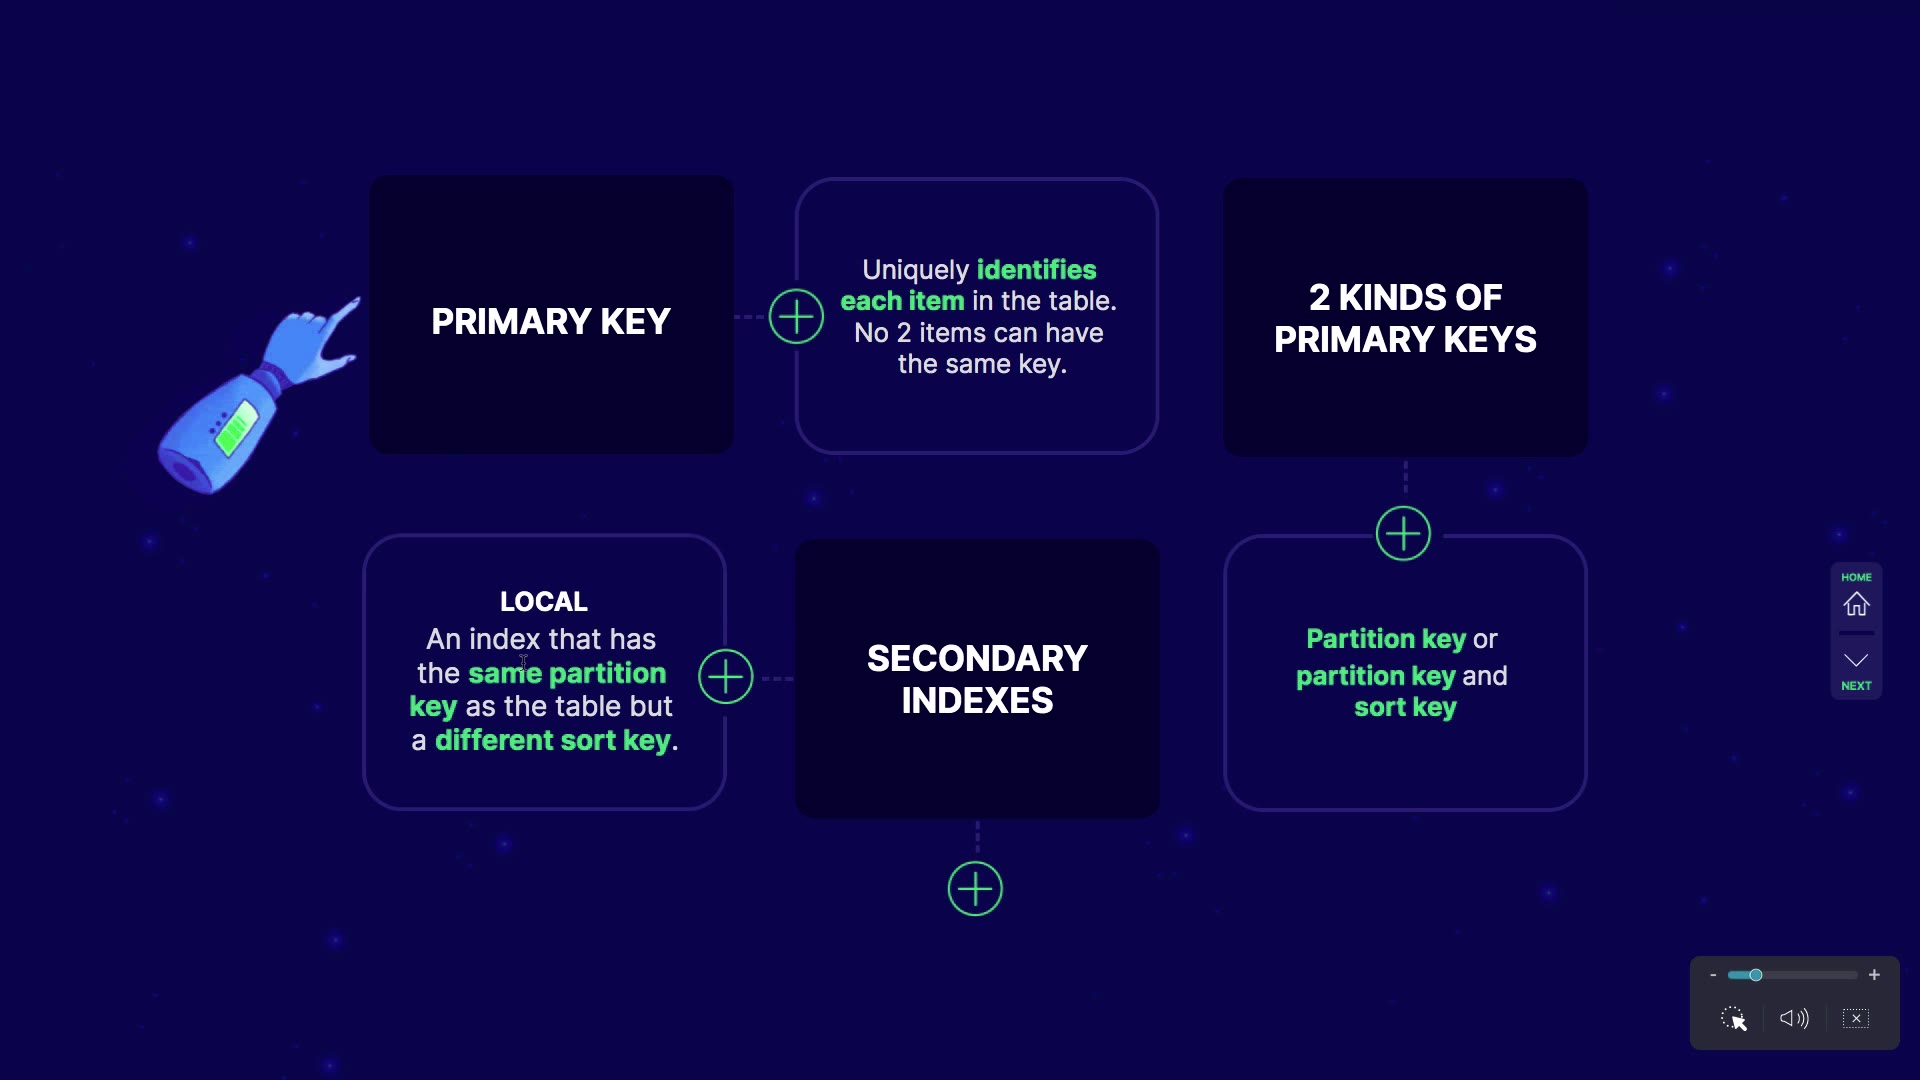 PRIMARY KEY
Uniquely identifies
each item in the table.
No 2 items can have
the same key.
2 KINDS OF
PRIMARY KEYS
LOCAL
An index that has
the same partition
key as the table but
a different sort key.
SECONDARY
INDEXES
Partition key or
partition key and
sort key
HOME
NEXT
- +